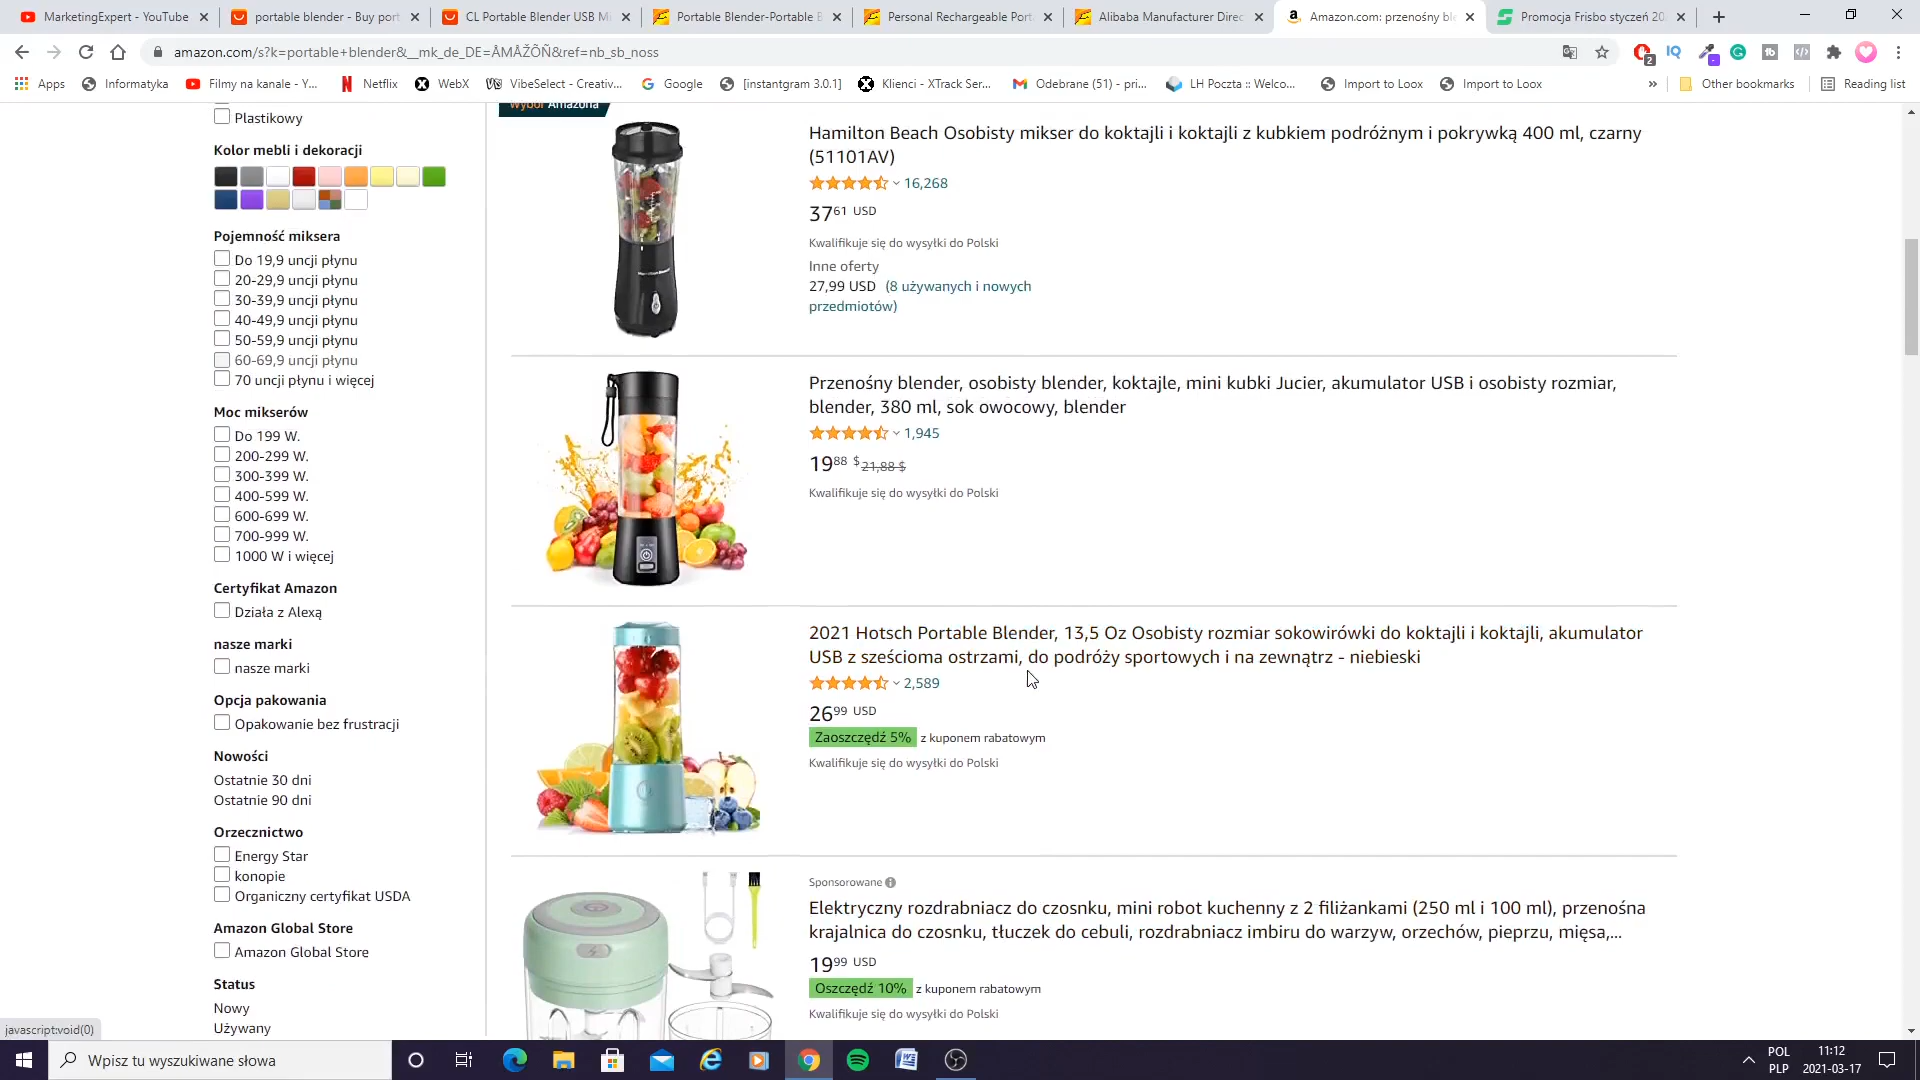 MarketingExpert - YouTube
portable blender - Buy port
CL Portable Blender USB Mi
Portable Blender-Portable B
Personal Rechargeable Port
Alibaba Manufacturer Direc
Amazon.com: przenośny ble
Promocja Frisbo styczeń 20
amazon.com/s?k=portable+blender&__mk_de_DE=ÅMÅŽÕÑ&ref=nb_sb_noss
Apps
Informatyka
Filmy na kanale - Y...
Netflix
WebX
VibeSelect - Creativ...
Google
[instantgram 3.0.1]
Klienci - XTrack Ser...
Odebrane (51) - pri...
LH Poczta :: Welco...
Import to Loox
Import to Loox
Other bookmarks
Reading list
Plastikowy
Kolor mebli i dekoracji
Pojemność miksera
Do 19,9 uncji płynu
20-29,9 uncji płynu
30-39,9 uncji płynu
40-49,9 uncji płynu
50-59,9 uncji płynu
60-69,9 uncji płynu
70 uncji płynu i więcej
Moc mikserów
Do 199 W.
200-299 W.
300-399 W.
400-599 W.
600-699 W.
700-999 W.
1000 W i więcej
Certyfikat Amazon
Działa z Alexą
nasze marki
nasze marki
Opcja pakowania
Opakowanie bez frustracji
Nowości
Ostatnie 30 dni
Ostatnie 90 dni
Orzecznictwo
Energy Star
konopie
Organiczny certyfikat USDA
Amazon Global Store
Amazon Global Store
Status
Nowy
Używany
Wybór Amazona
Hamilton Beach Osobisty mikser do koktajli i koktajli z kubkiem podróżnym i pokrywką 400 ml, czarny
(51101AV)
16,268
37 61 USD
Kwalifikuje się do wysyłki do Polski
Inne oferty
27,99 USD (8 używanych i nowych
przedmiotów)
Przenośny blender, osobisty blender, koktajle, mini kubki Jucier, akumulator USB i osobisty rozmiar,
blender, 380 ml, sok owocowy, blender
1,945
19 88 $ 21,88 $
Kwalifikuje się do wysyłki do Polski
2021 Hotsch Portable Blender, 13,5 Oz Osobisty rozmiar sokowirówki do koktajli i koktajli, akumulator
USB z sześcioma ostrzami, do podróży sportowych i na zewnątrz - niebieski
2,589
26 99 USD
Zaoszczędź 5% z kuponem rabatowym
Kwalifikuje się do wysyłki do Polski
Sponsorowane
Elektryczny rozdrabniacz do czosnku, mini robot kuchenny z 2 filiżankami (250 ml i 100 ml), przenośna
krajalnica do czosnku, tłuczek do cebuli, rozdrabniacz imbiru do warzyw, orzechów, pieprzu, mięsa,...
19 99 USD
Oszczędź 10% z kuponem rabatowym
Kwalifikuje się do wysyłki do Polski
javascript:void(0)
Wpisz tu wyszukiwane słowa
POL
PLP
11:12
2021-03-17